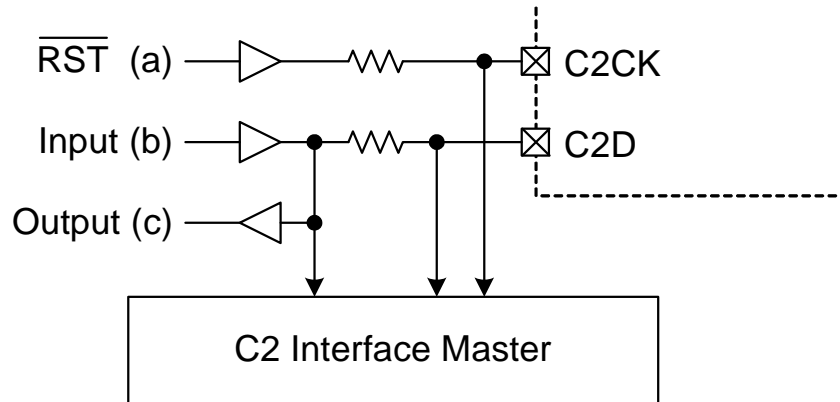 RST (a)
C2CK
Input (b)
C2D
Output (c)
C2 Interface Master